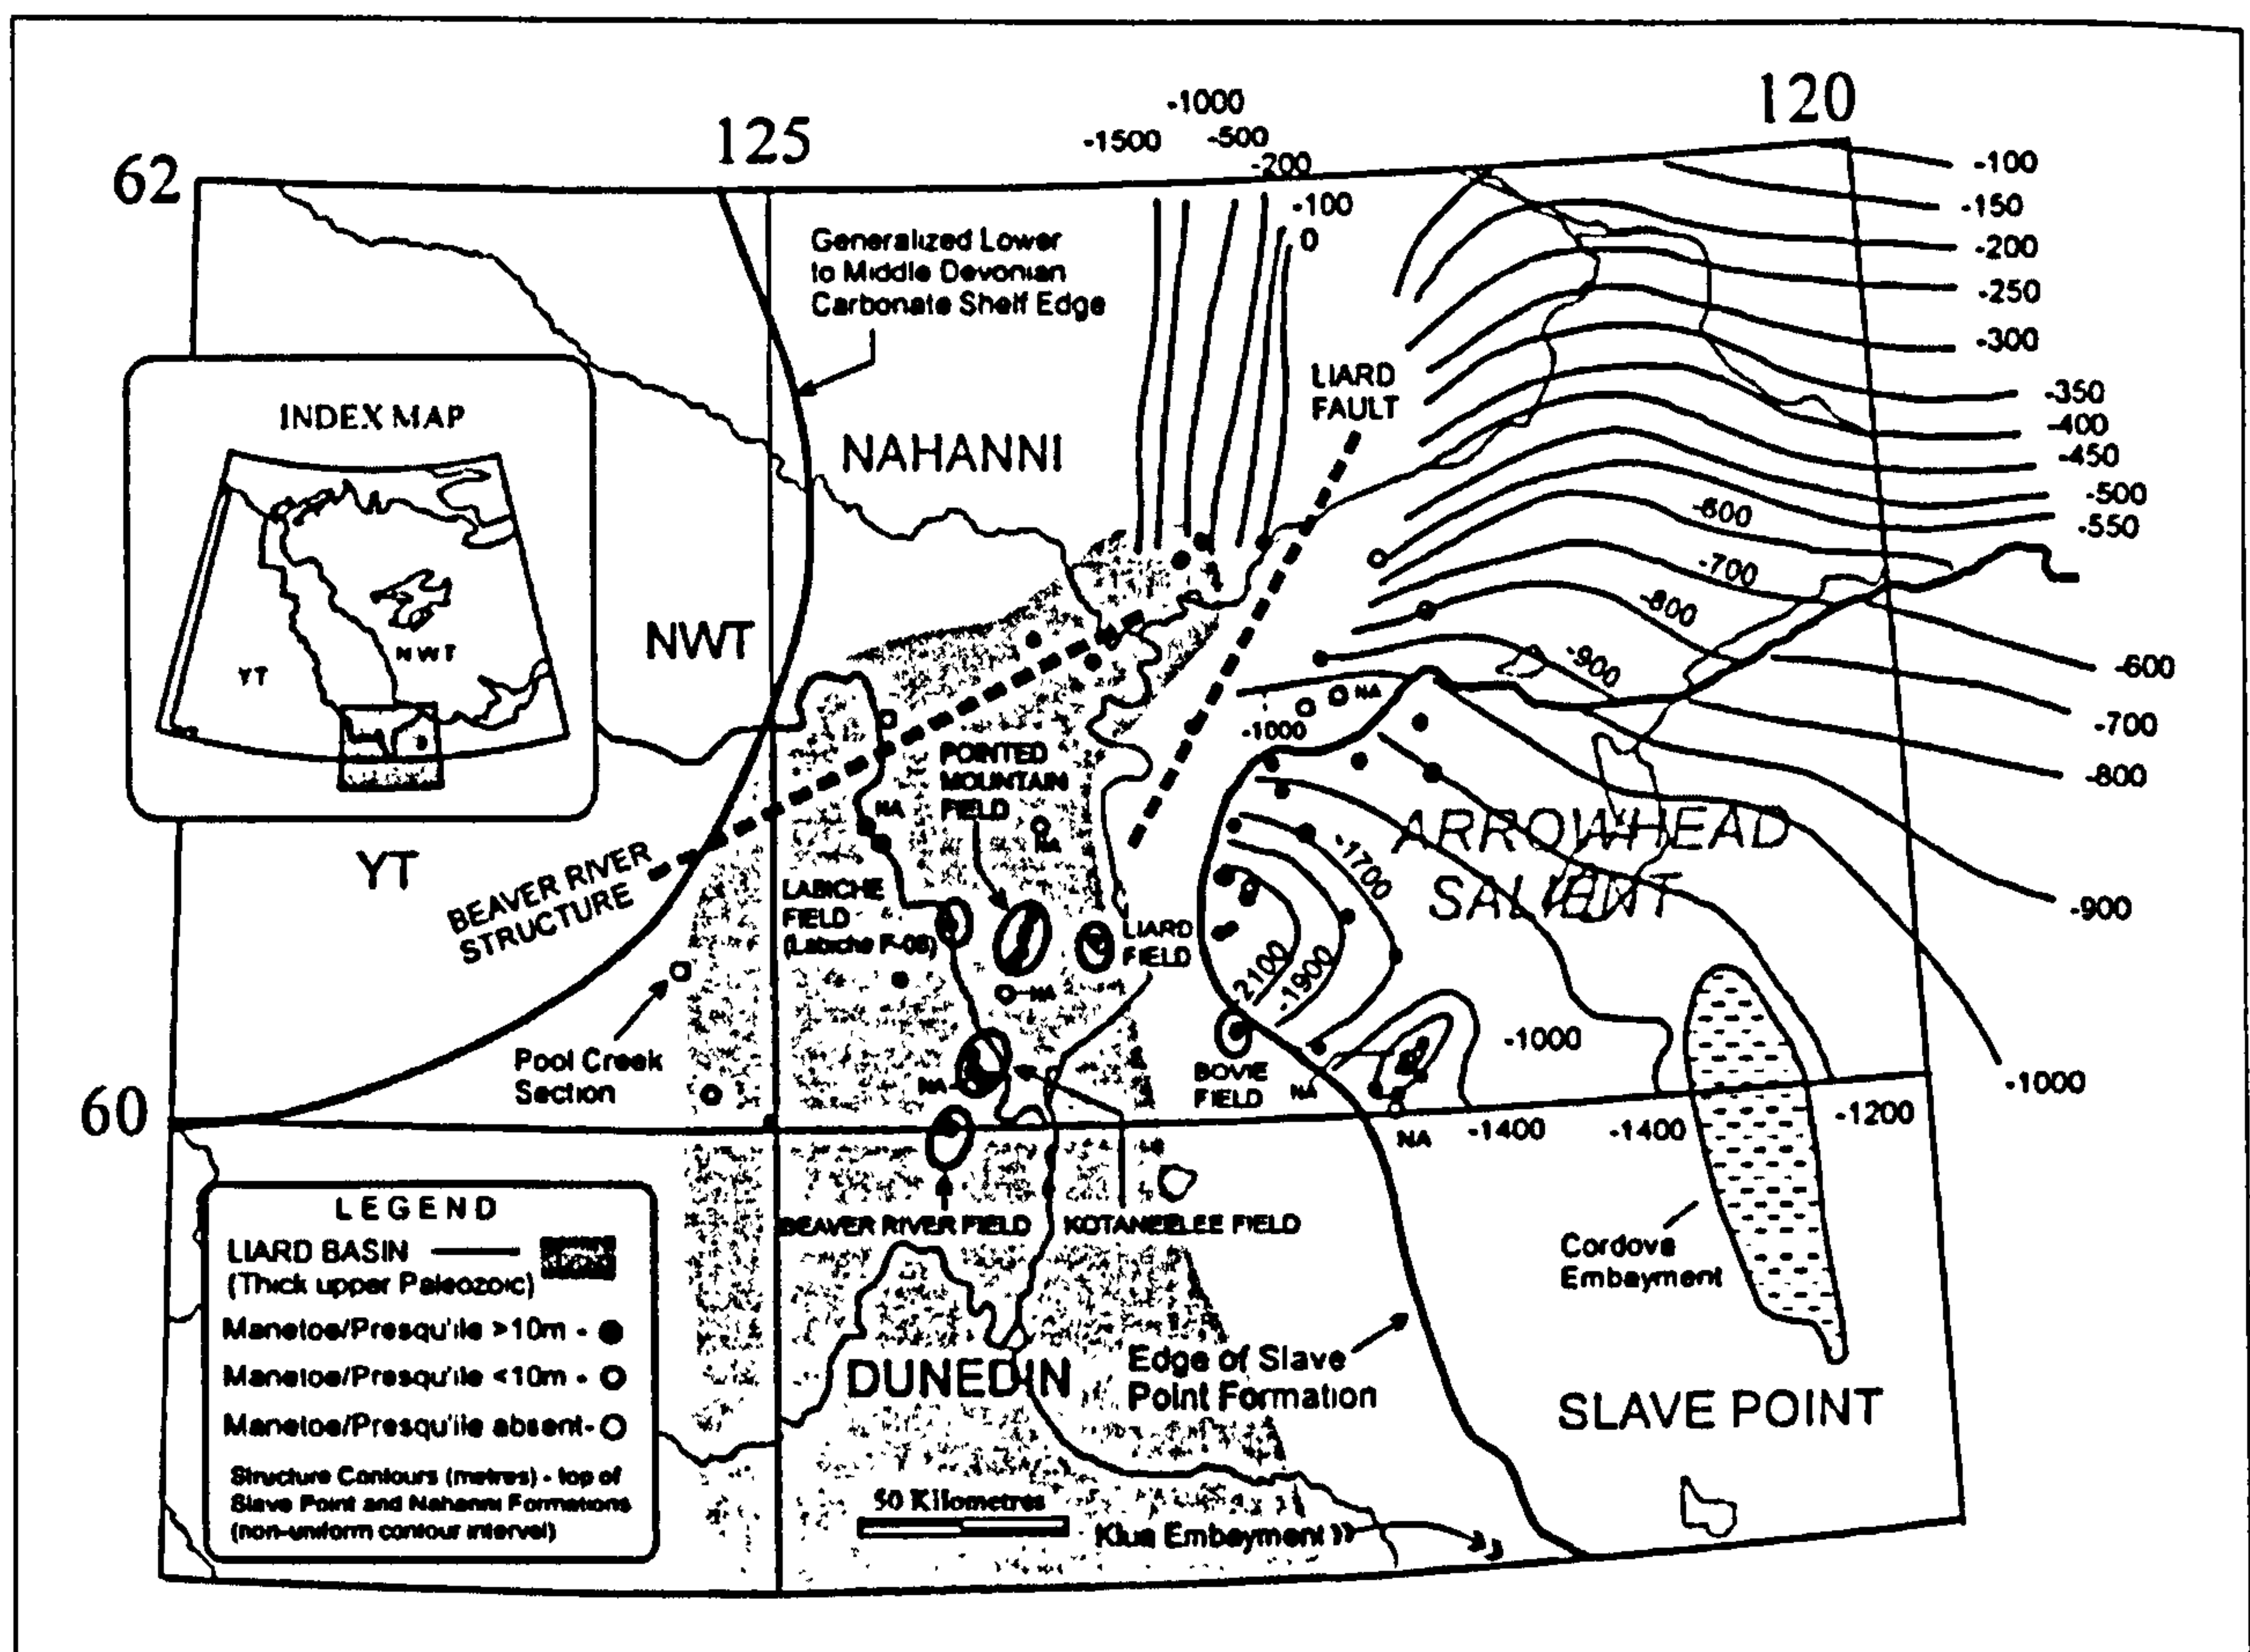 120
-1000
-1500
-500
125
-200
62
-100
-100
-150
0
-200
Generalized Lower
to Middle Devonian
Carbonate Shelf Edge
-250
-300
LIARD
FAULT
-350
-400
-450
INDEX MAP
NAHANNI
-500
-550
-600
-700
-800
NWT
YT
NWT
-900
-600
NA
-1000
-700
POINTED
MOUNTAIN
FIELD
-800
NA
NA
ARROWHEAD
SALIENT
YT
BEAVER RIVER
STRUCTURE
-1700
LABICHE
FIELD
(Labiche F-08)
LIARD
FIELD
-900
2100
-1900
NA
Pool Creek
Section
-1000
BOVIE
FIELD
NA
NA
-1000
60
NA
-1400
-1400
-1200
BEAVER RIVER FIELD
KOTANEELEE FIELD
LEGEND
LIARD BASIN
(Thick upper Paleozoic)
Manetoe/Presqu'ile >10m -
Manetoe/Presqu'ile <10m -
Manetoe/Presqu'ile absent-
Structure Contours (metres) - top of
Slave Point and Nahanni Formations
(non-uniform contour interval)
Cordova
Embayment
DUNEDIN
Edge of Slave
Point Formation
SLAVE POINT
50 Kilometres
Klua Embayment